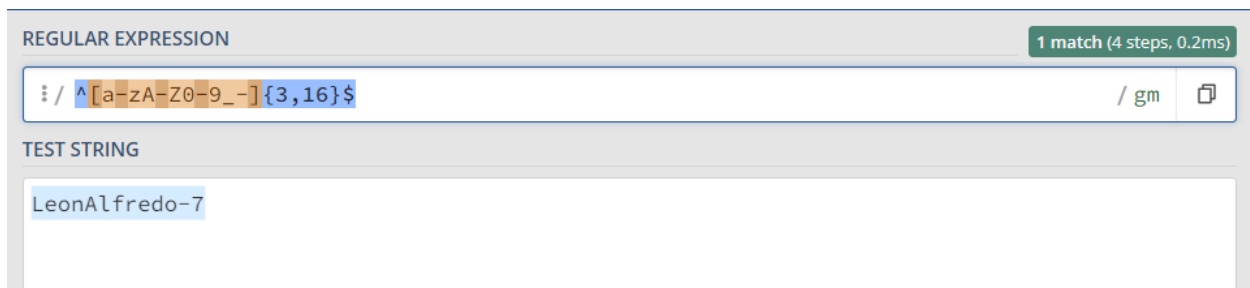 REGULAR EXPRESSION
1 match (4 steps, 0.2ms)
/ ^[a-zA-Z0-9_-]{3,16}$ / gm
TEST STRING
LeonAlfredo-7